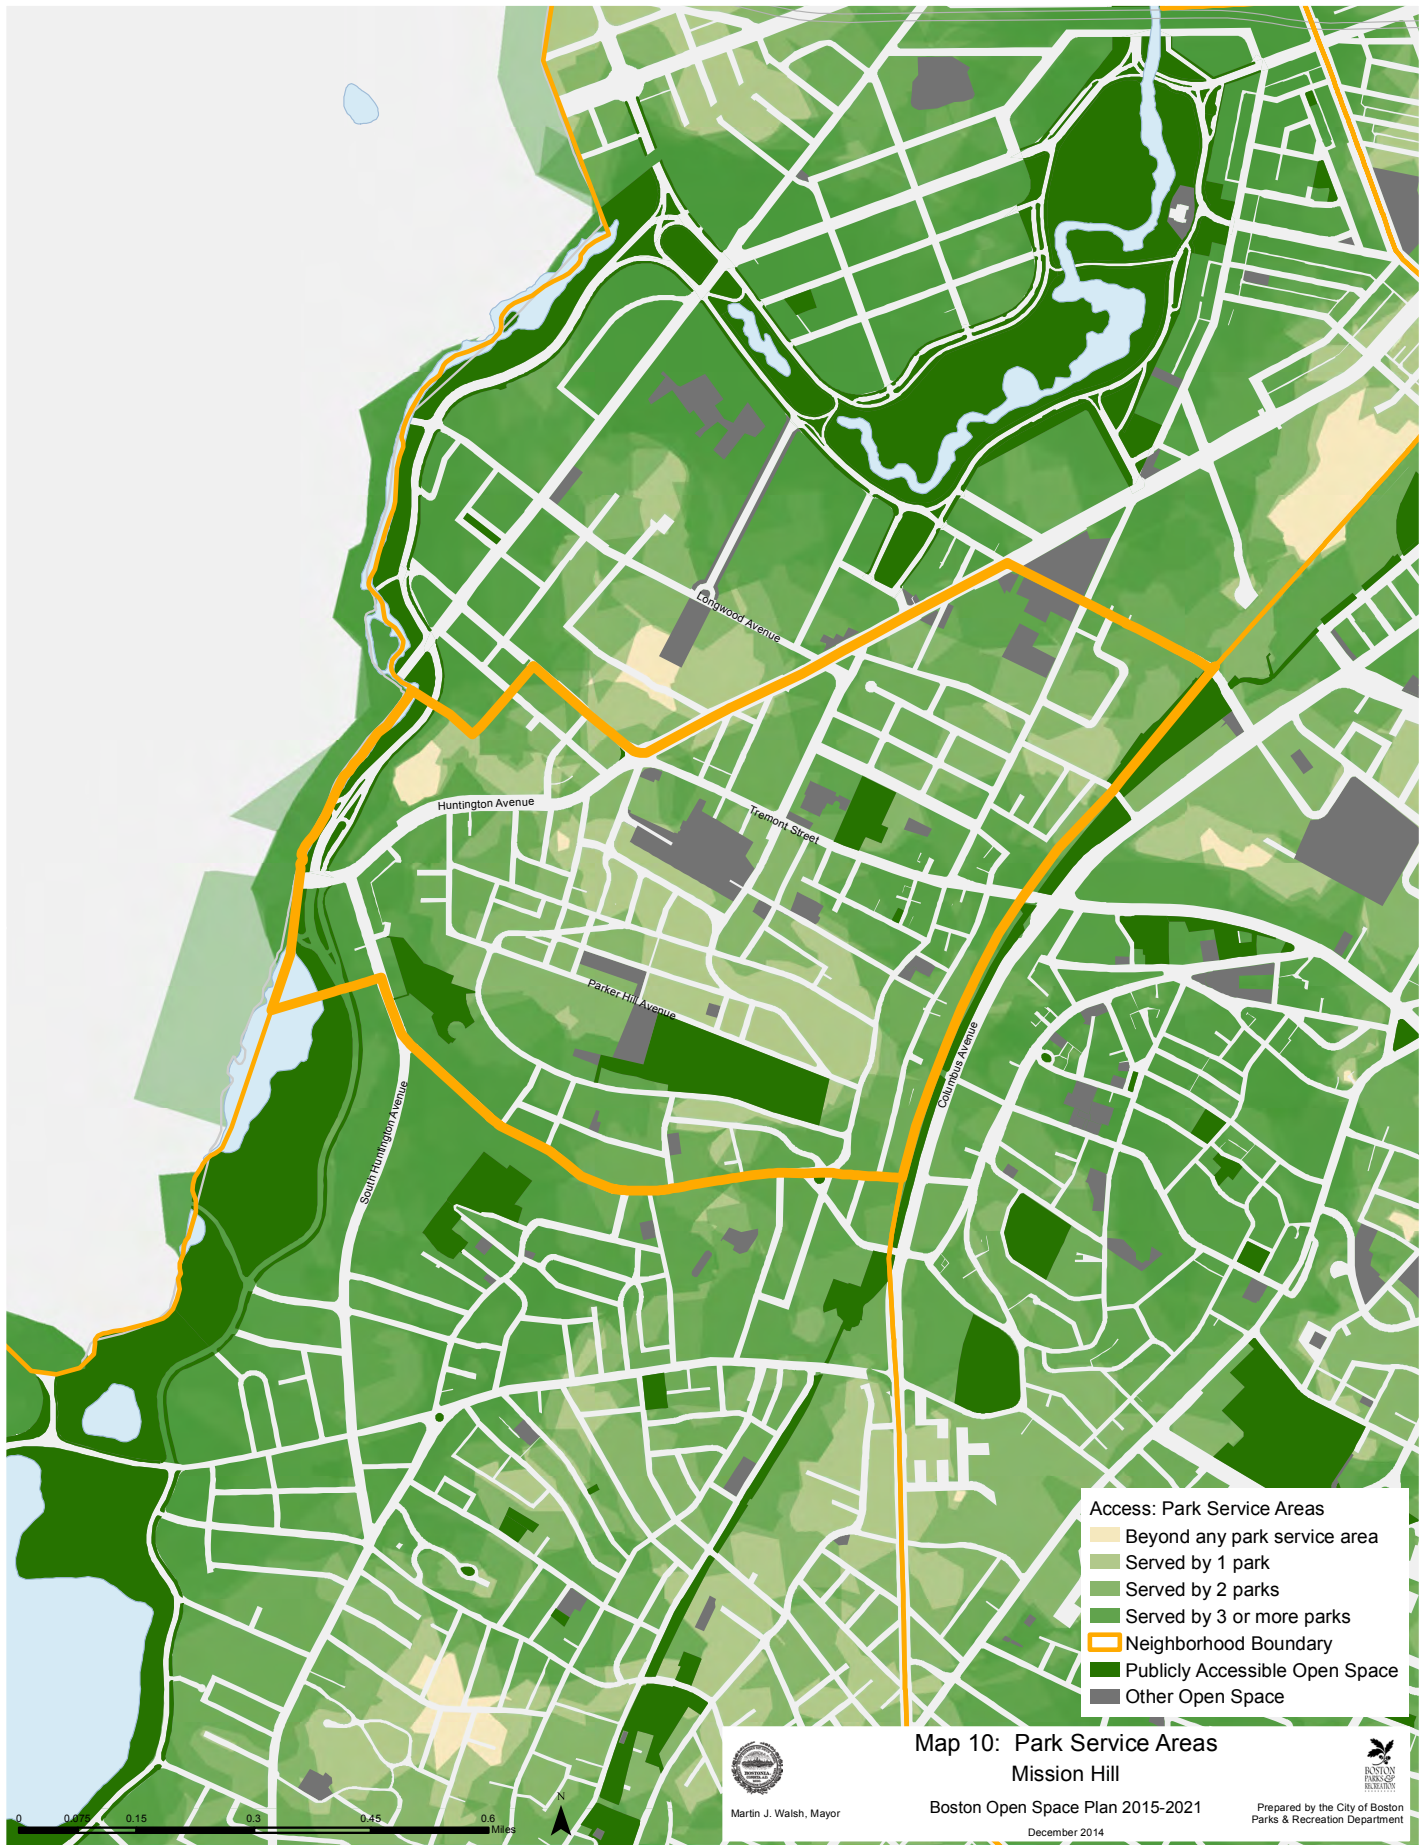 Longwood Avenue
Huntington Avenue
Tremont Street
Parker Hill Avenue
Columbus Avenue
South Huntington Avenue
Access: Park Service Areas
Beyond any park service area
Served by 1 park
Served by 2 parks
Served by 3 or more parks
Neighborhood Boundary
Publicly Accessible Open Space
Other Open Space
Map 10: Park Service Areas
Mission Hill
Boston Open Space Plan 2015-2021
December 2014
Martin J. Walsh, Mayor
BOSTON
PARKS &
RECREATION
Prepared by the City of Boston
Parks & Recreation Department
N
0 0.075 0.15 0.3 0.45 0.6
Miles